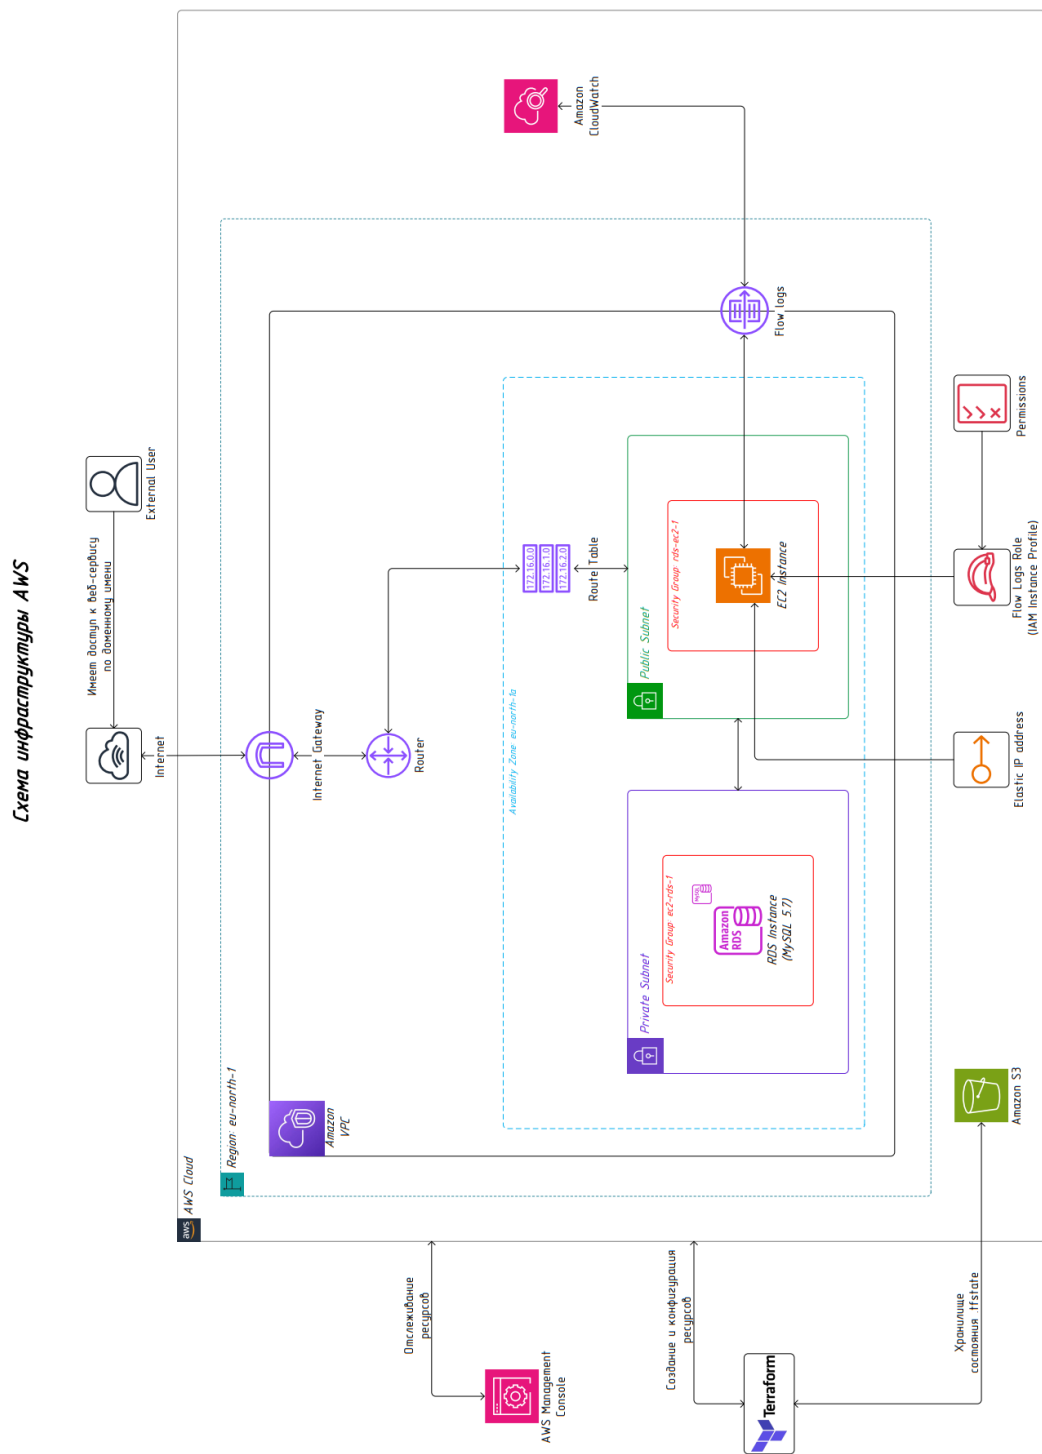 Схема инфраструктуры AWS
External User
Имеет доступ к веб-сервису
по доменному имени
Internet
aws
AWS Cloud
Region: eu-north-1
Amazon
VPC
Internet Gateway
Router
Amazon
CloudWatch
Flow logs
Availability Zone eu-north-1a
172.16.0.0
172.16.1.0
172.16.2.0
Route Table
Private Subnet
Security Group ec2-rds-1
MySQL
Amazon
RDS
RDS Instance
(MySQL 5.7)
Public Subnet
Security Group rds-ec2-1
EC2 Instance
AWS Management
Console
Отслеживание
ресурсов
Terraform
Создание и конфигурация
ресурсов
Хранилище
состояния .tfstate
Amazon S3
Elastic IP address
Flow Logs Role
(IAM Instance Profile)
Permissions